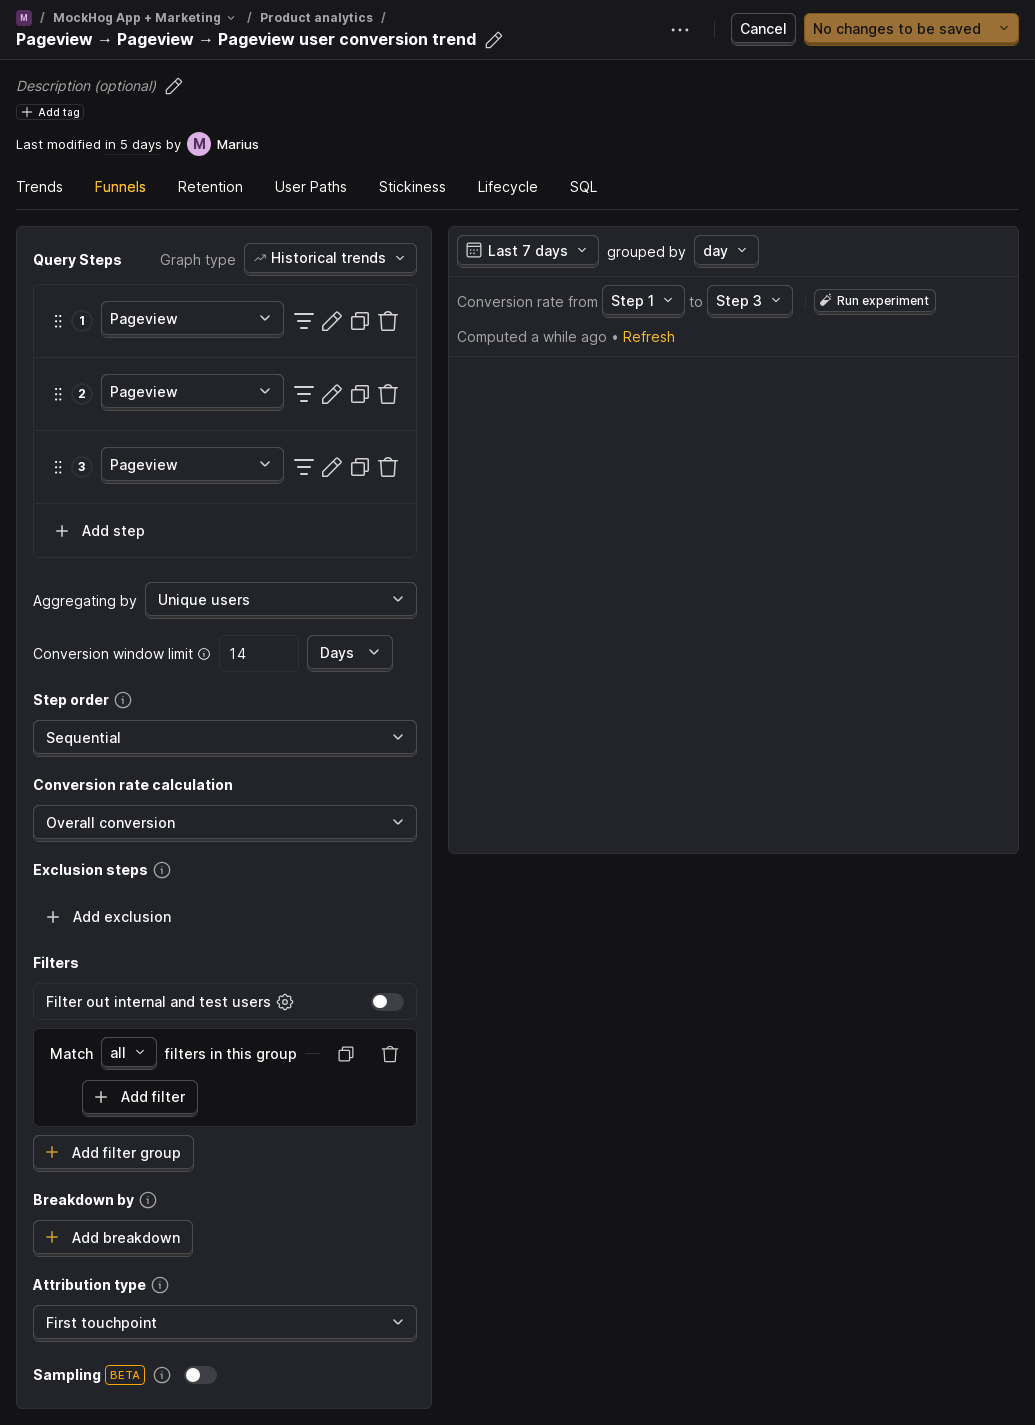 M / MockHog App + Marketing / Product analytics /
Pageview → Pageview → Pageview user conversion trend
Cancel
No changes to be saved
Description (optional)
Add tag
Last modified in 5 days by M Marius
Trends Funnels Retention User Paths Stickiness Lifecycle SQL
Query Steps Graph type Historical trends
1 Pageview
2 Pageview
3 Pageview
Add step
Aggregating by Unique users
Conversion window limit 14 Days
Step order
Sequential
Conversion rate calculation
Overall conversion
Exclusion steps
Add exclusion
Filters
Filter out internal and test users
Match all filters in this group
Add filter
Add filter group
Breakdown by
Add breakdown
Attribution type
First touchpoint
Sampling BETA
Last 7 days grouped by day
Conversion rate from Step 1 to Step 3 Run experiment
Computed a while ago • Refresh